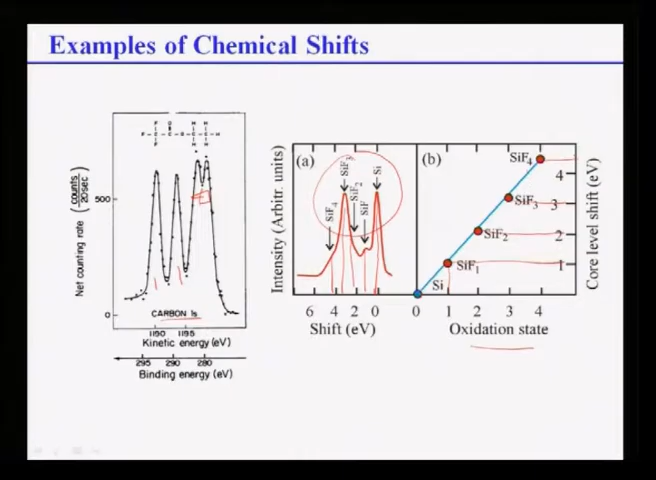 Examples of Chemical Shifts
F O H H
F-C-C-O-C-C-H
F H H
Net counting rate (counts/20sec)
500
0
CARBON 1s
1190 1195
Kinetic energy (eV)
295 290 280
Binding energy (eV)
(a)
Intensity (Arbitr. units)
SiF4
SiF3
SiF2
SiF
Si
6 4 2 0
Shift (eV)
(b)
SiF4
SiF3
SiF2
SiF1
Si
4
3
2
1
Core level shift (eV)
0 1 2 3 4
Oxidation state